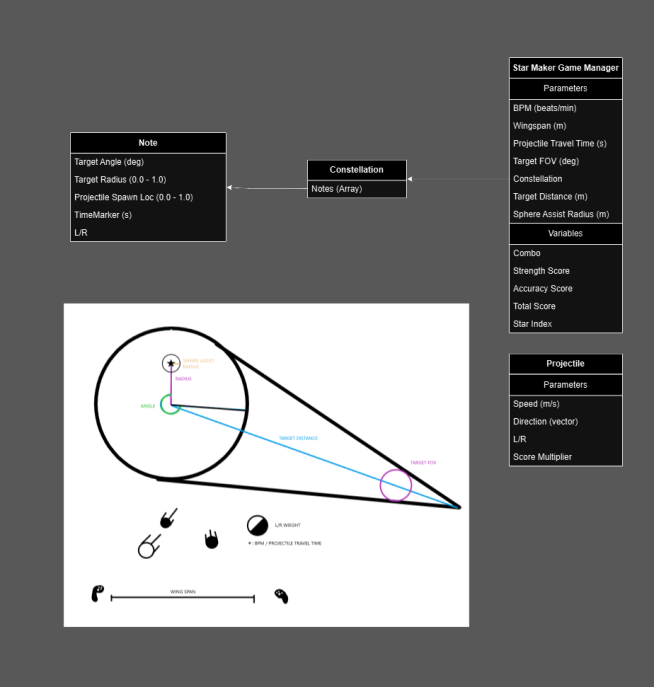 Star Maker Game Manager
Parameters
BPM (beats/min)
Wingspan (m)
Projectile Travel Time (s)
Target FOV (deg)
Constellation
Target Distance (m)
Sphere Assist Radius (m)
Variables
Combo
Strength Score
Accuracy Score
Total Score
Star Index
Note
Target Angle (deg)
Target Radius (0.0 - 1.0)
Projectile Spawn Loc (0.0 - 1.0)
TimeMarker (s)
L/R
Constellation
Notes (Array)
Projectile
Parameters
Speed (m/s)
Direction (vector)
L/R
Score Multiplier
SPHERE ASSIST
RADIUS
RADIUS
ANGLE
TARGET DISTANCE
TARGET FOV
L/R WEIGHT
# : BPM / PROJECTILE TRAVEL TIME
WING SPAN